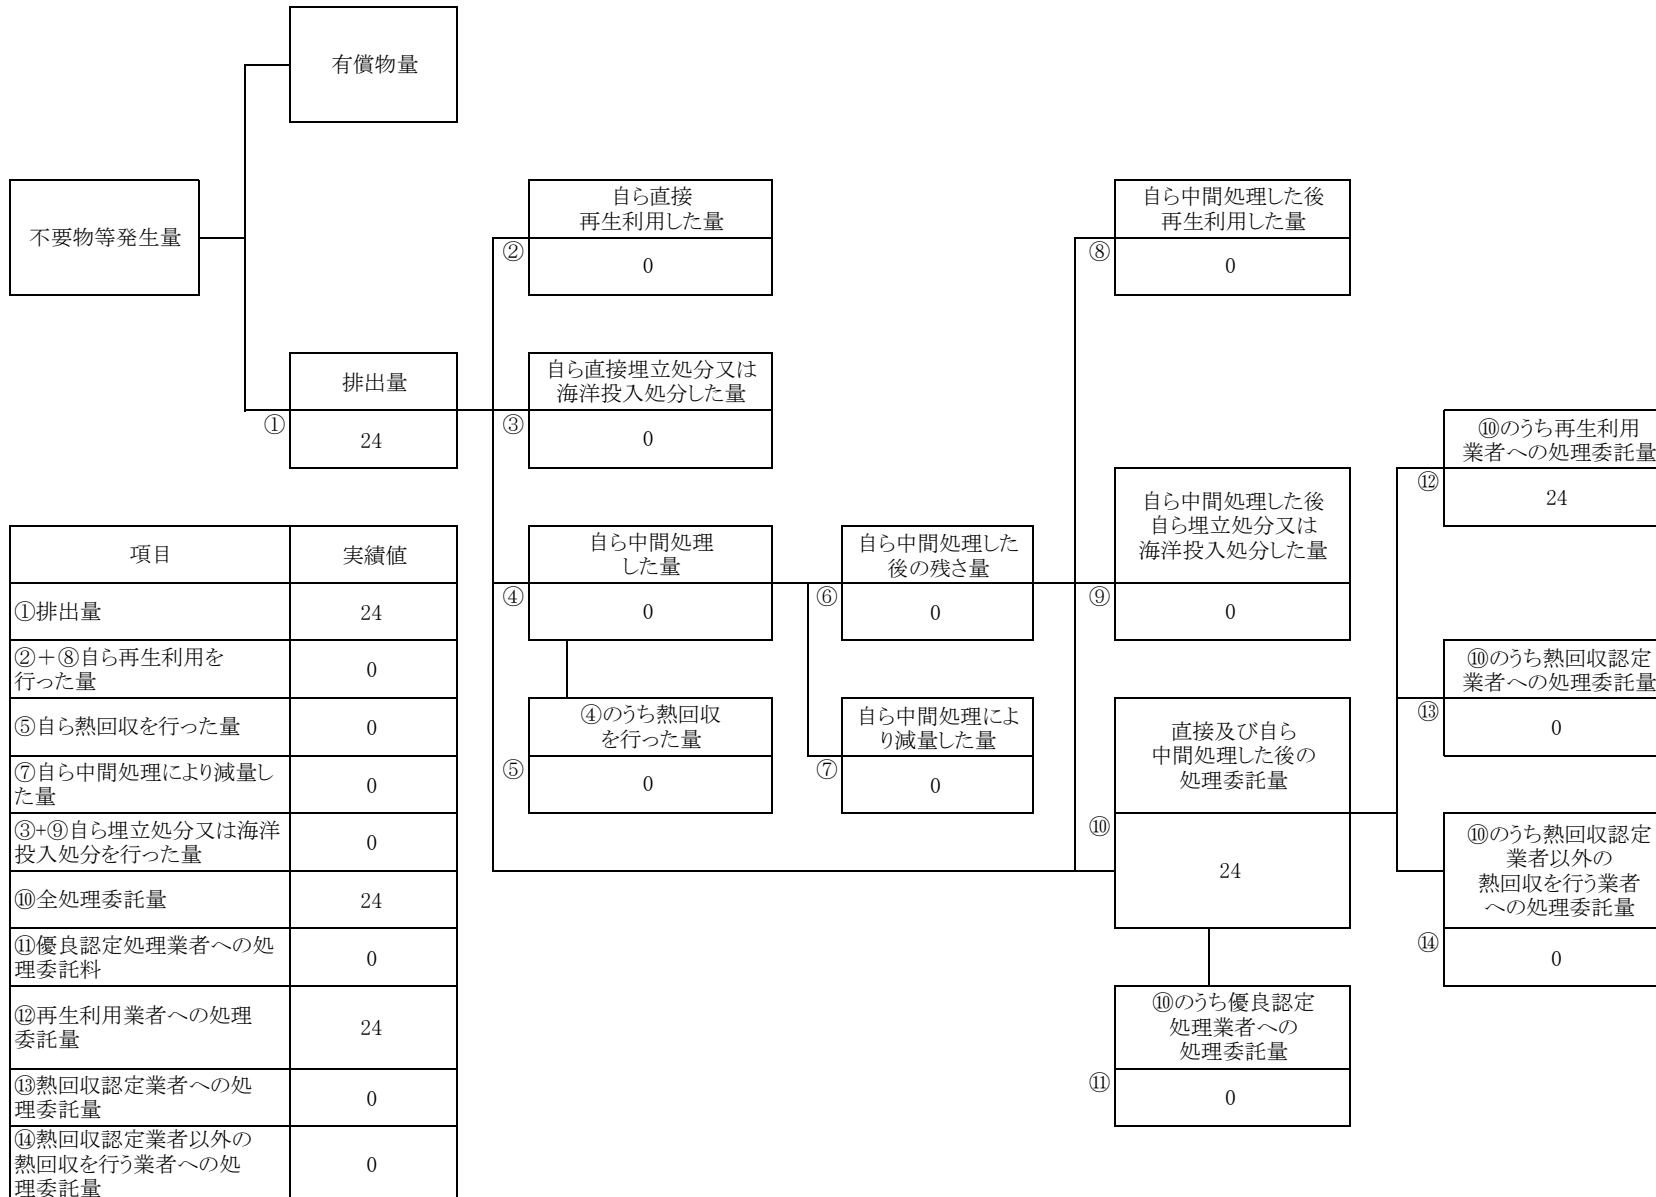 有償物量
不要物等発生量
排出量
①
24
自ら直接
再生利用した量
②
0
自ら直接埋立処分又は
海洋投入処分した量
③
0
自ら中間処理
した量
④
0
④のうち熱回収
を行った量
⑤
0
自ら中間処理した
後の残さ量
⑥
0
自ら中間処理によ
り減量した量
⑦
0
自ら中間処理した後
再生利用した量
⑧
0
自ら中間処理した後
自ら埋立処分又は
海洋投入処分した量
⑨
0
直接及び自ら
中間処理した後の
処理委託量
⑩
24
⑩のうち優良認定
処理業者への
処理委託量
⑪
0
⑩のうち再生利用
業者への処理委託量
⑫
24
⑩のうち熱回収認定
業者への処理委託量
⑬
0
⑩のうち熱回収認定
業者以外の
熱回収を行う業者
への処理委託量
⑭
0
項目 実績値
①排出量 24
②＋⑧自ら再生利用を
行った量 0
⑤自ら熱回収を行った量 0
⑦自ら中間処理により減量し
た量 0
③+⑨自ら埋立処分又は海洋
投入処分を行った量 0
⑩全処理委託量 24
⑪優良認定処理業者への処
理委託料 0
⑫再生利用業者への処理
委託量 24
⑬熱回収認定業者への処
理委託量 0
⑭熱回収認定業者以外の
熱回収を行う業者への処 0
理委託量